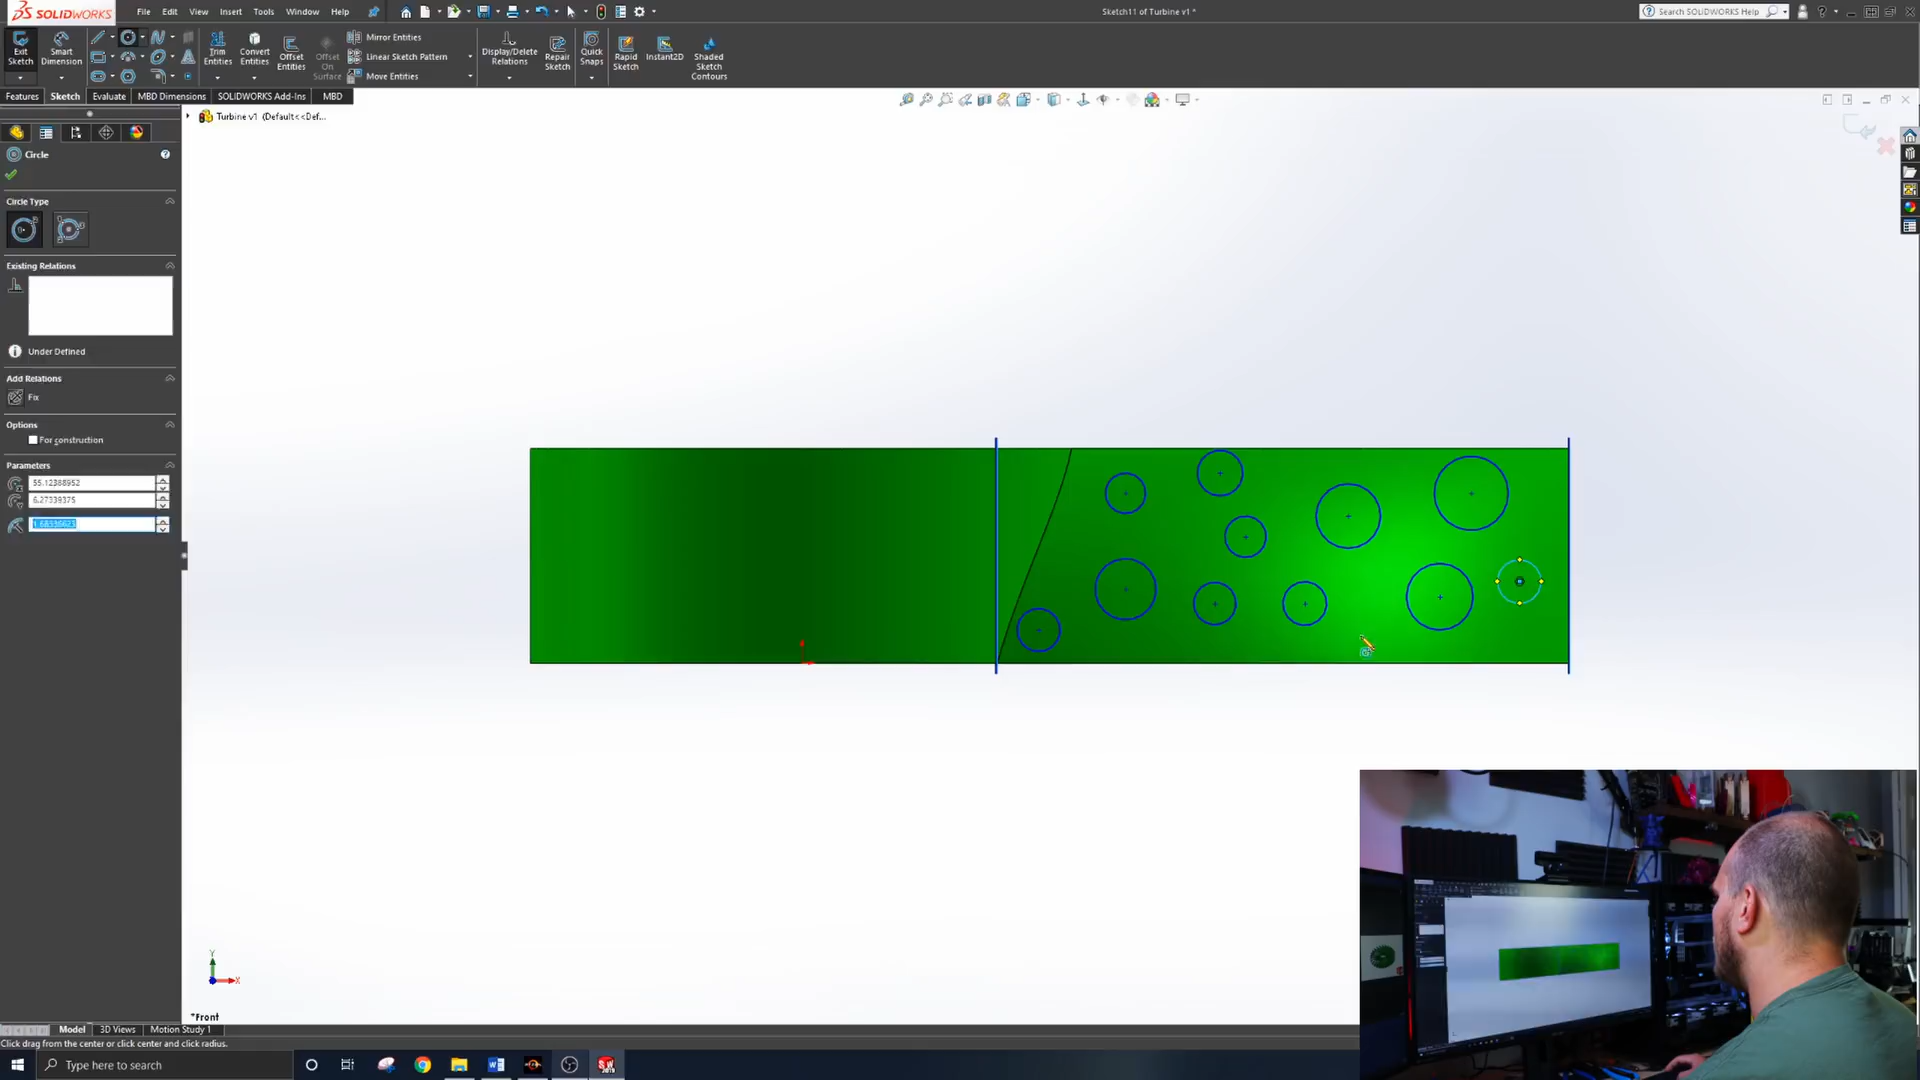 SOLIDWORKS
File Edit View Insert Tools Window Help
Sketch11 of Turbine v1 *
Search SOLIDWORKS Help
Exit Sketch
Smart Dimension
Trim Entities
Convert Entities
Offset Entities
Offset On Surface
Mirror Entities
Linear Sketch Pattern
Move Entities
Display/Delete Relations
Repair Sketch
Quick Snaps
Rapid Sketch
Instant2D
Shaded Sketch Contours
Features Sketch Evaluate MBD Dimensions SOLIDWORKS Add-Ins MBD
Turbine v1 (Default<<Def...
Circle
Circle Type
Existing Relations
Under Defined
Add Relations
Fix
Options
For construction
Parameters
55.12388952
6.27339375
Y
X
*Front
Model 3D Views Motion Study 1
Click drag from the center or click center and click radius.
Type here to search